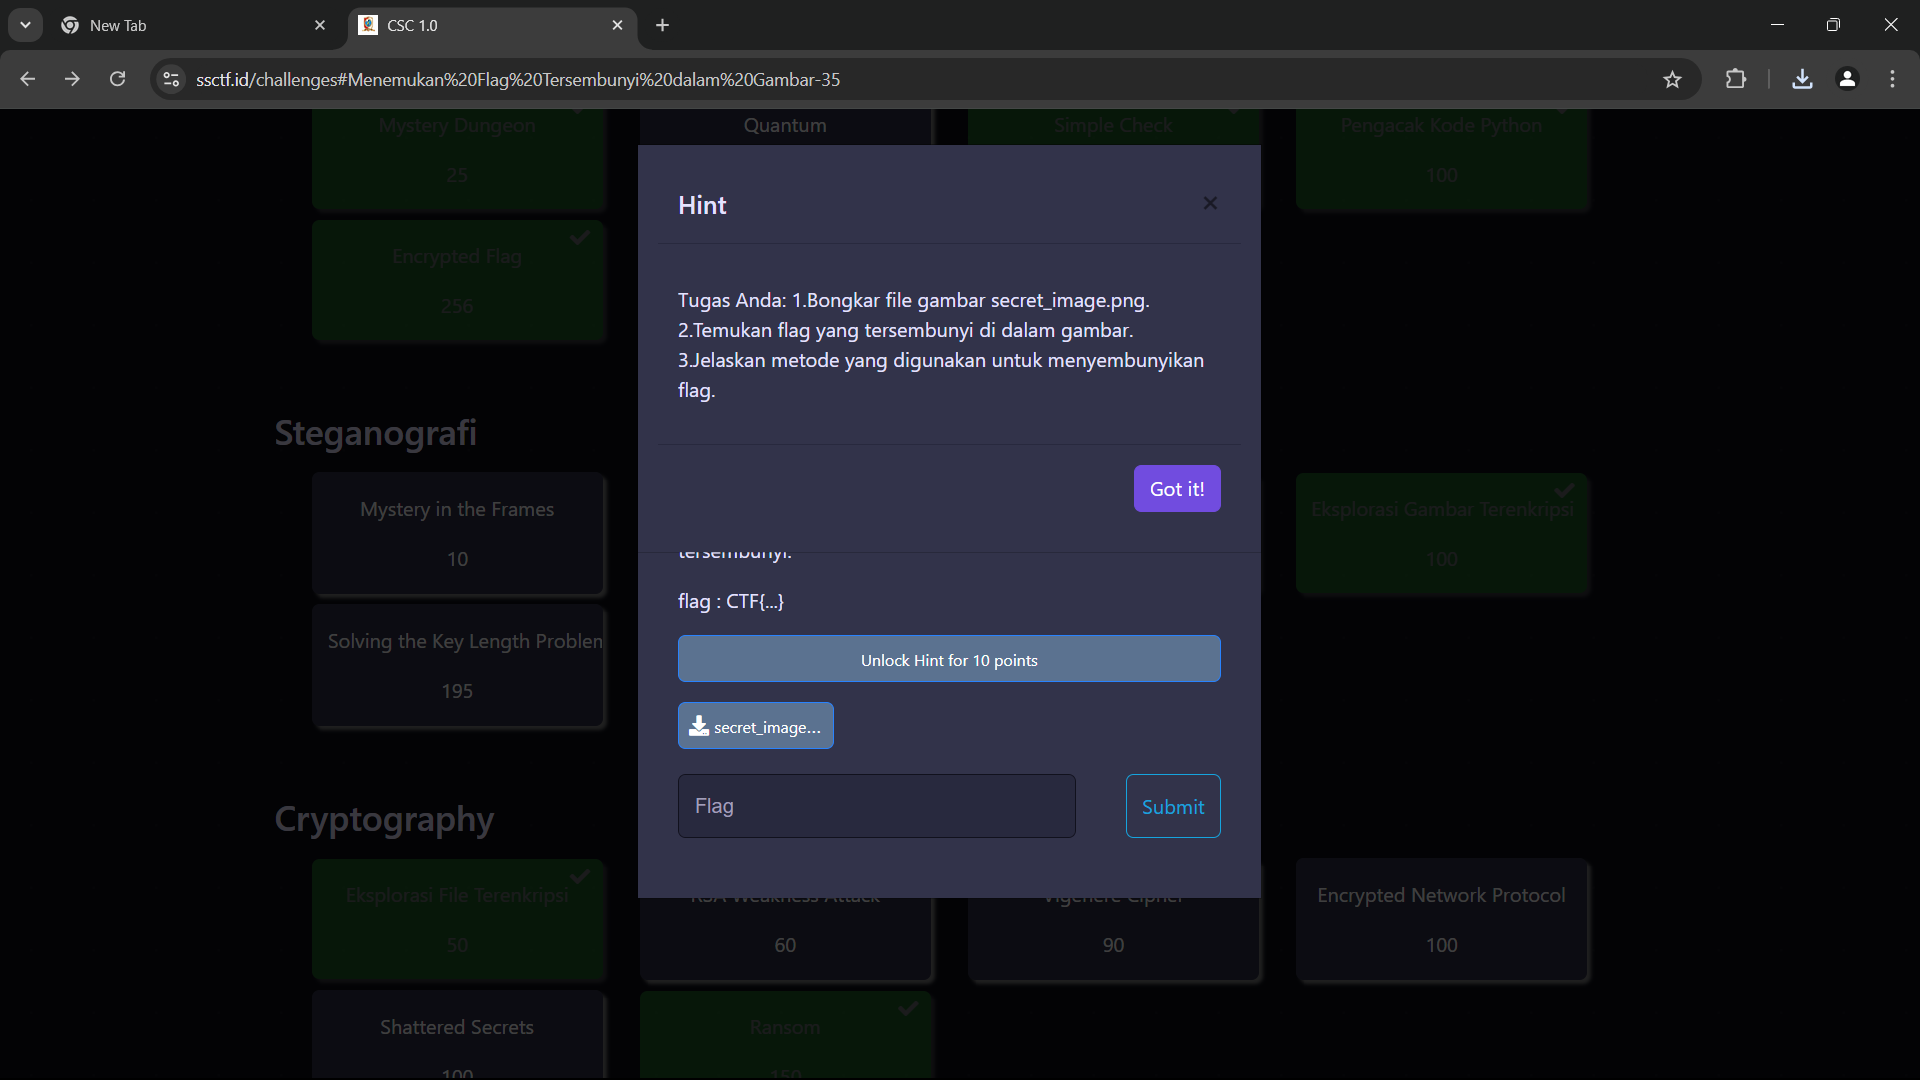 New Tab
CSC 1.0
ssctf.id/challenges#Menemukan%20Flag%20Tersembunyi%20dalam%20Gambar-35
Mystery Dungeon
25
Quantum
Simple Check
Pengacak Kode Python
100
Encrypted Flag
256
Hint
Tugas Anda: 1.Bongkar file gambar secret_image.png.
2.Temukan flag yang tersembunyi di dalam gambar.
3.Jelaskan metode yang digunakan untuk menyembunyikan
flag.
Got it!
tersembunyi.
flag : CTF{...}
Unlock Hint for 10 points
secret_image...
Flag
Submit
Steganografi
Mystery in the Frames
10
Eksplorasi Gambar Terenkripsi
100
Solving the Key Length Problem
195
Cryptography
Eksplorasi File Terenkripsi
50
RSA Weakness Attack
60
Vigenere Cipher
90
Encrypted Network Protocol
100
Shattered Secrets
100
Ransom
150